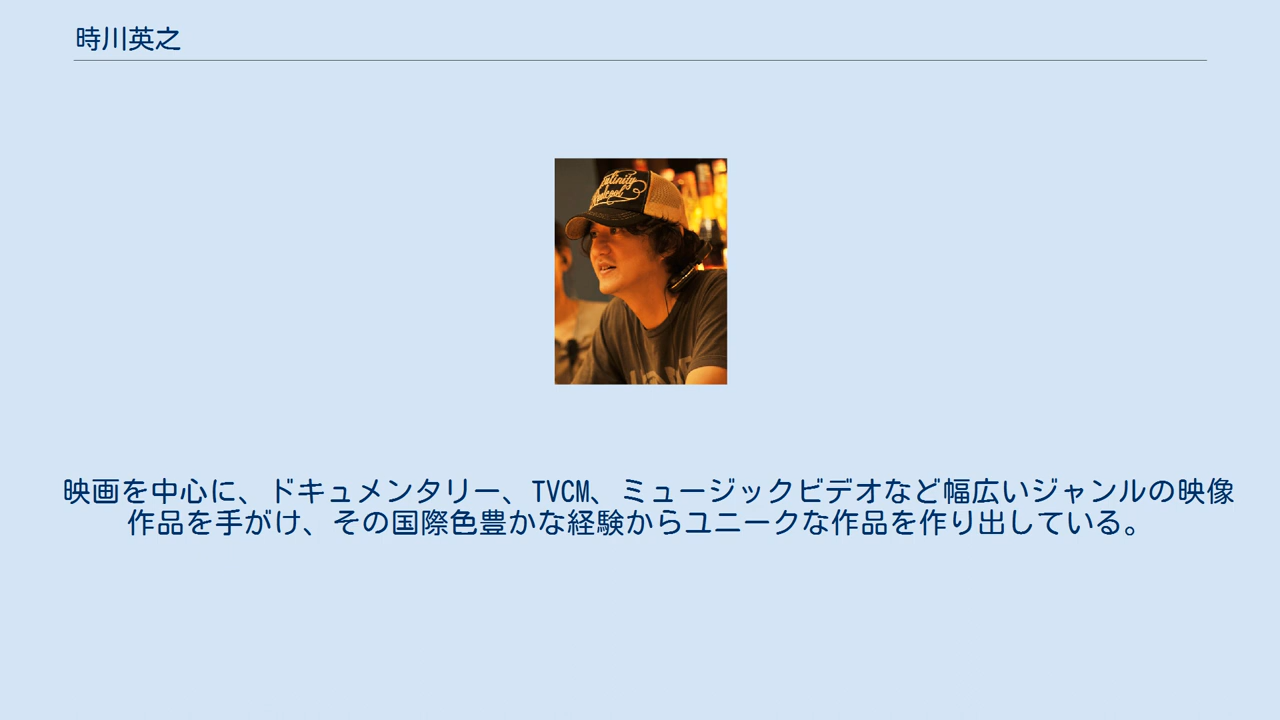 時川英之
映画を中心に、ドキュメンタリー、TVCM、ミュージックビデオなど幅広いジャンルの映像
作品を手がけ、その国際色豊かな経験からユニークな作品を作り出している。